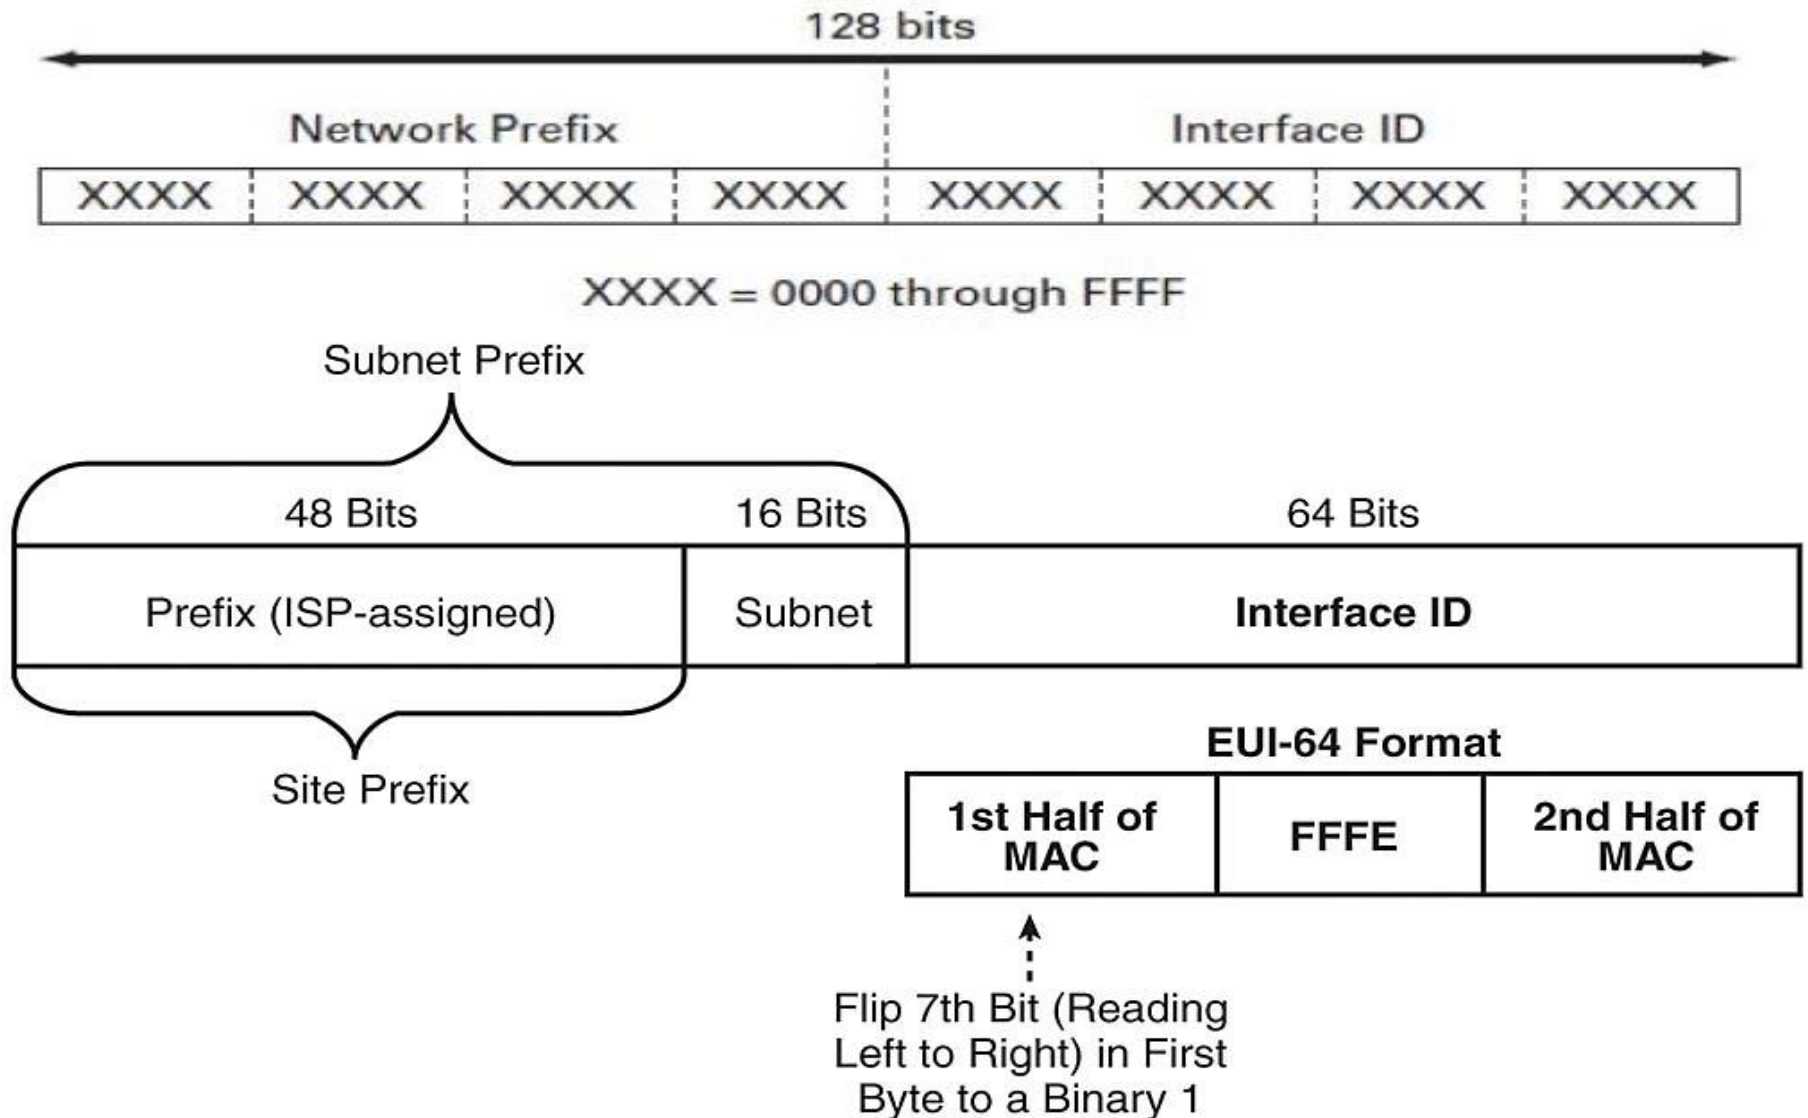 128 bits
Network Prefix Interface ID
XXXX XXXX XXXX XXXX XXXX XXXX XXXX XXXX
XXXX = 0000 through FFFF
Subnet Prefix
48 Bits 16 Bits 64 Bits
Prefix (ISP-assigned) Subnet Interface ID
Site Prefix
EUI-64 Format
1st Half of
MAC
FFFE
2nd Half of
MAC
Flip 7th Bit (Reading
Left to Right) in First
Byte to a Binary 1